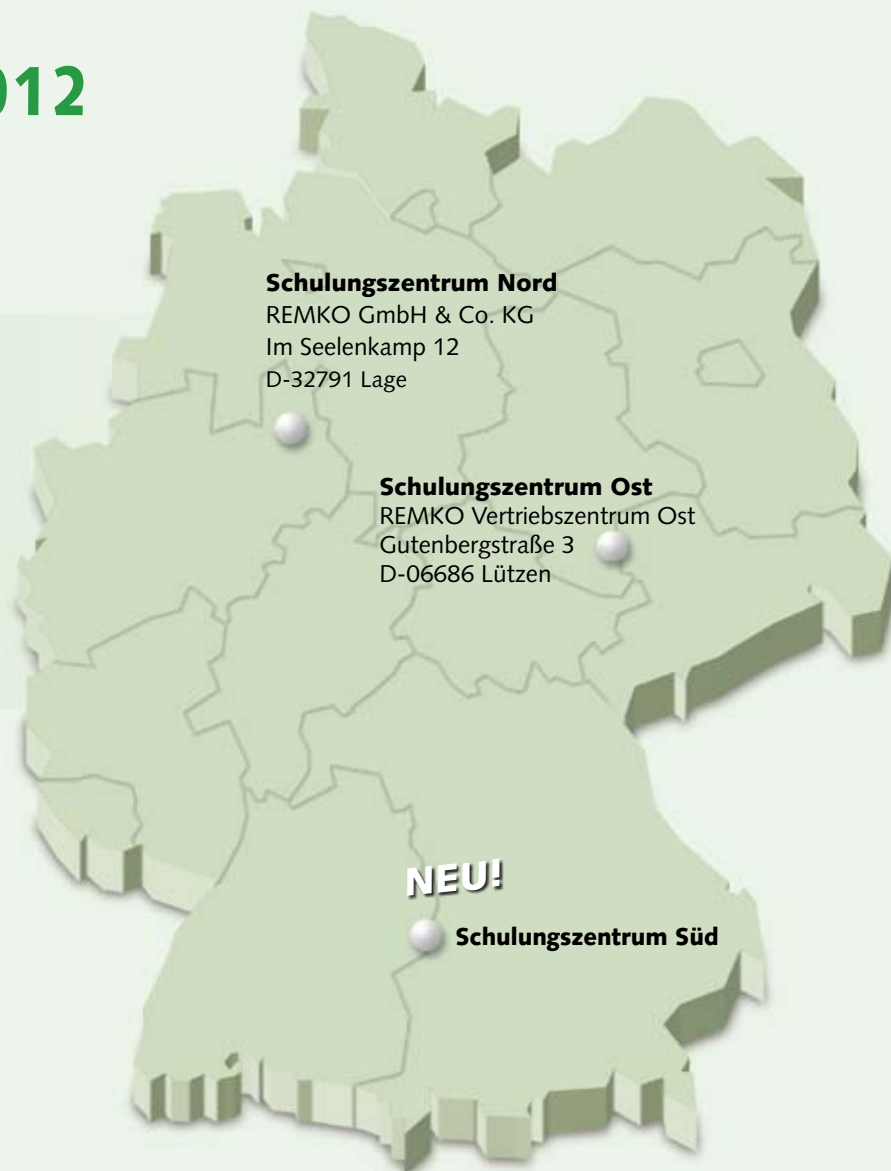 012
Schulungszentrum Nord
REMKO GmbH & Co. KG
Im Seelenkamp 12
D-32791 Lage
Schulungszentrum Ost
REMKO Vertriebszentrum Ost
Gutenbergstraße 3
D-06686 Lützen
NEU!
Schulungszentrum Süd